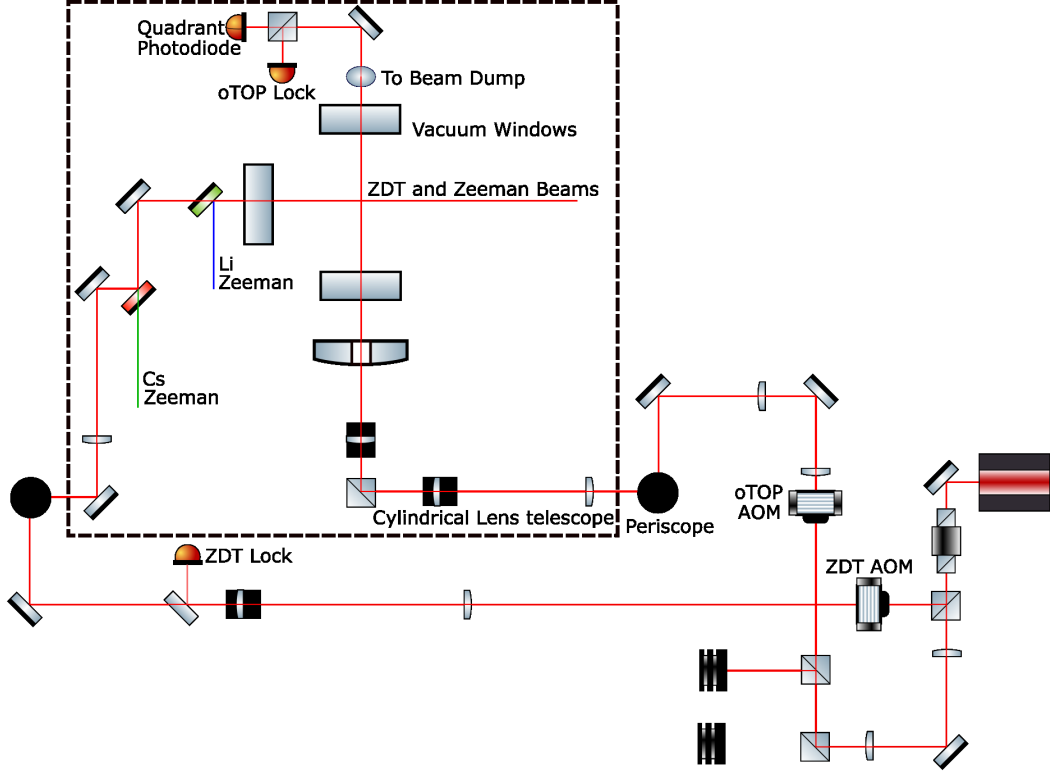 Quadrant
Photodiode
oTOP Lock
To Beam Dump
Vacuum Windows
ZDT and Zeeman Beams
Li
Zeeman
Cs
Zeeman
Cylindrical Lens telescope
Periscope
oTOP
AOM
ZDT Lock
ZDT AOM